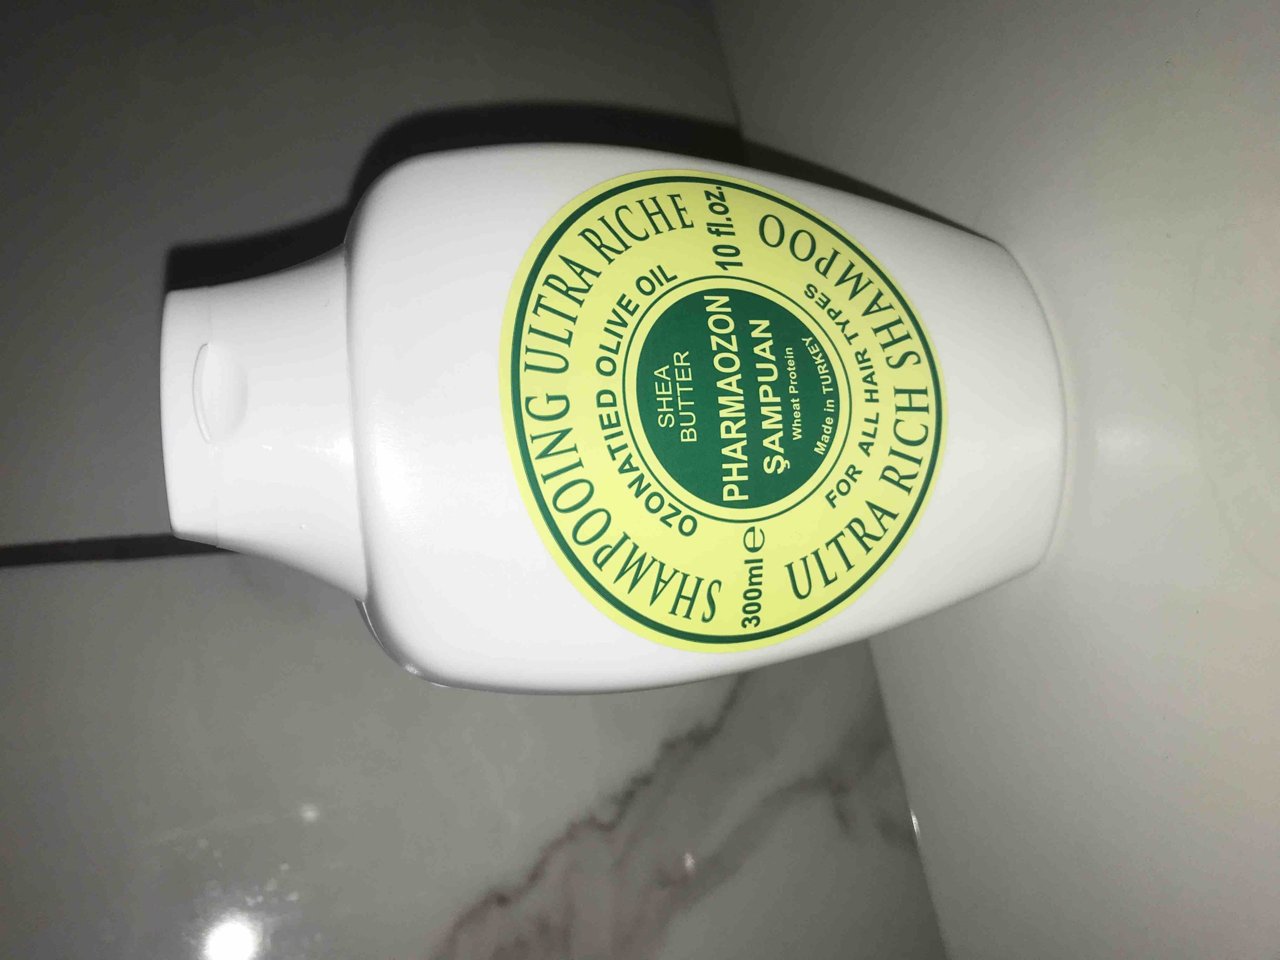 SHAMPOOING ULTRA RICHE
OZONATIED OLIVE OIL
SHEA
BUTTER
PHARMAOZON
ŞAMPUAN
Wheat Protein
Made in TURKEY
300ml e
10 fl.oz.
FOR ALL HAIR TYPES
ULTRA RICH SHAMPOO